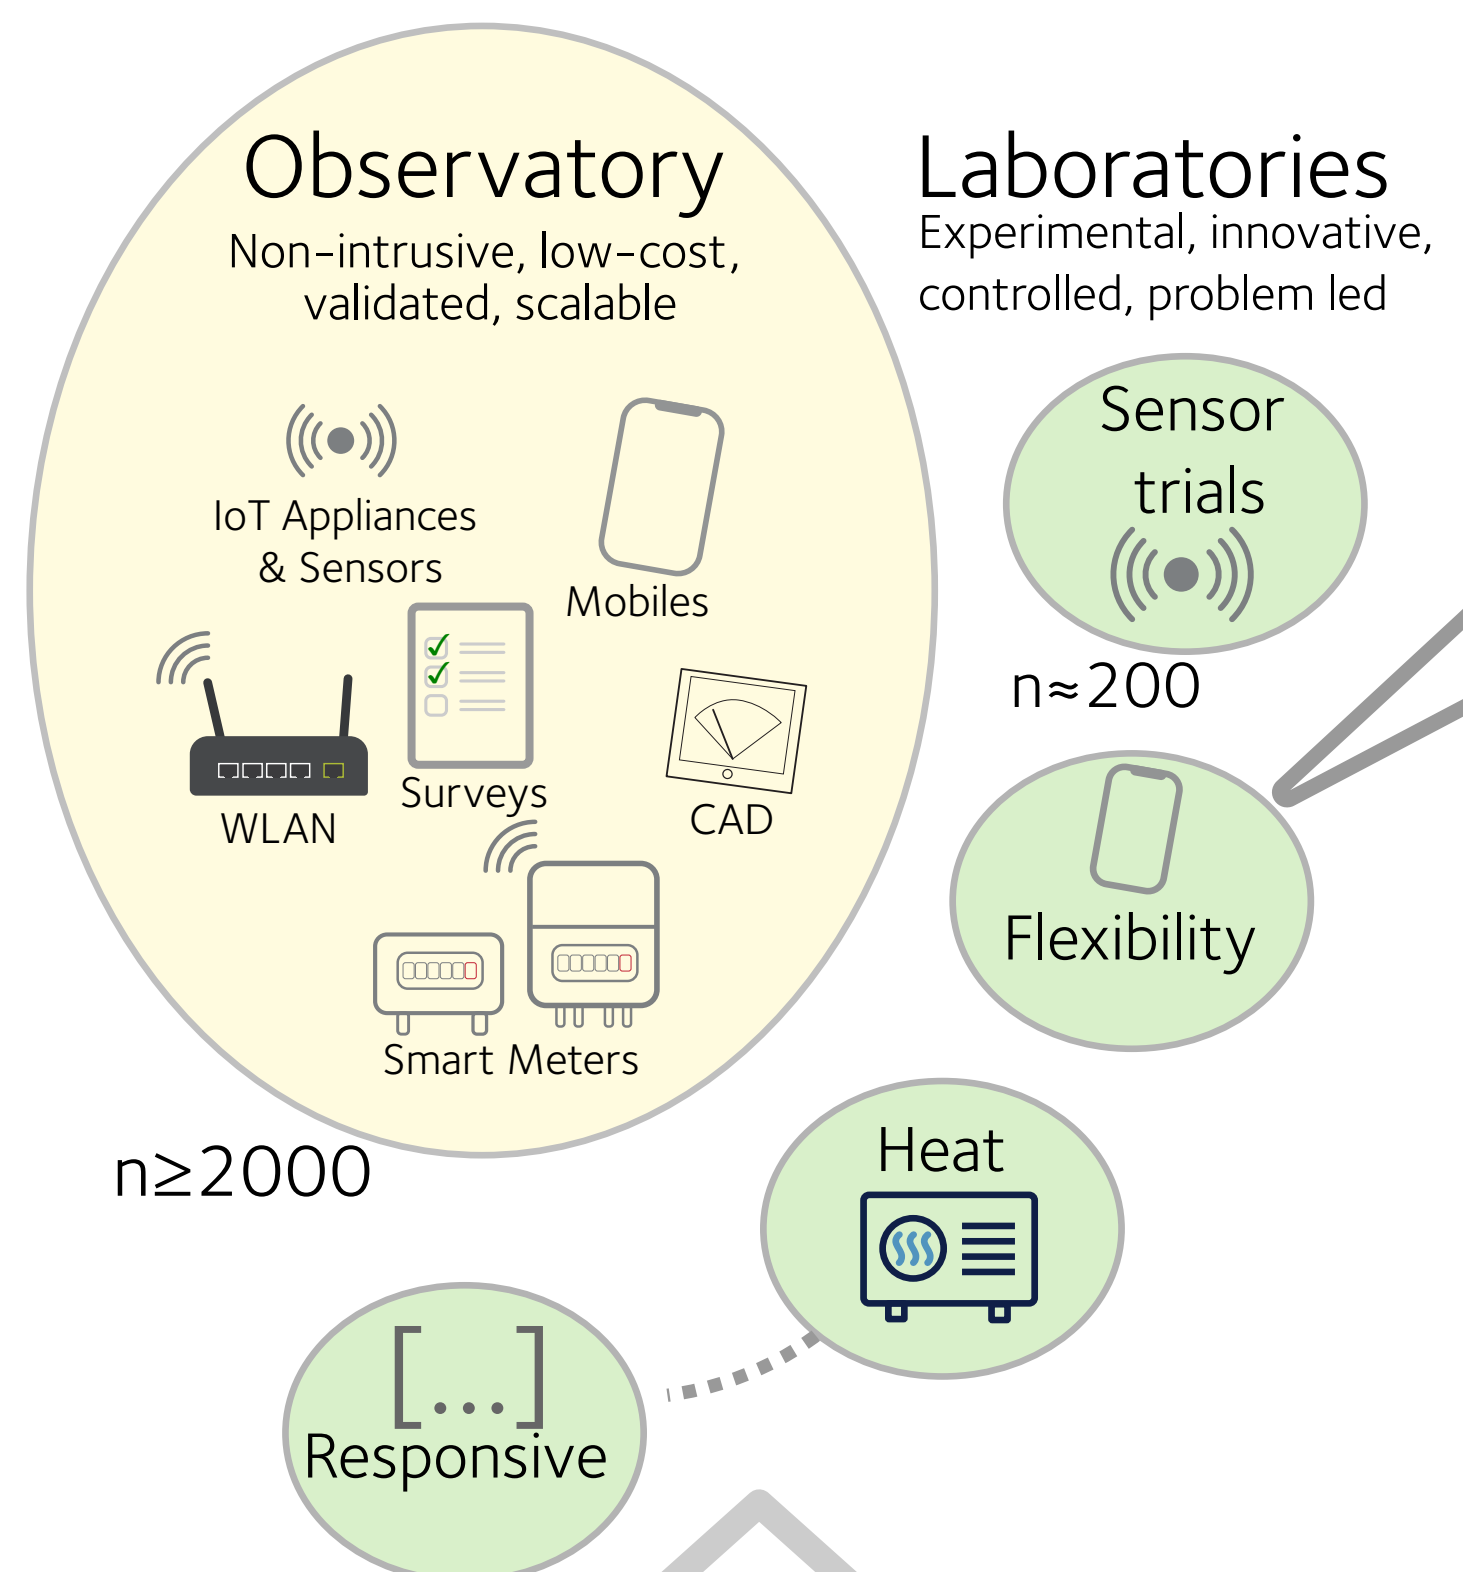 Observatory
Non-intrusive, low-cost,
validated, scalable
IoT Appliances
& Sensors
Mobiles
WLAN
Surveys
CAD
Smart Meters
n≥2000
Laboratories
Experimental, innovative,
controlled, problem led
Sensor
trials
n≈200
Flexibility
Heat
[...]
Responsive